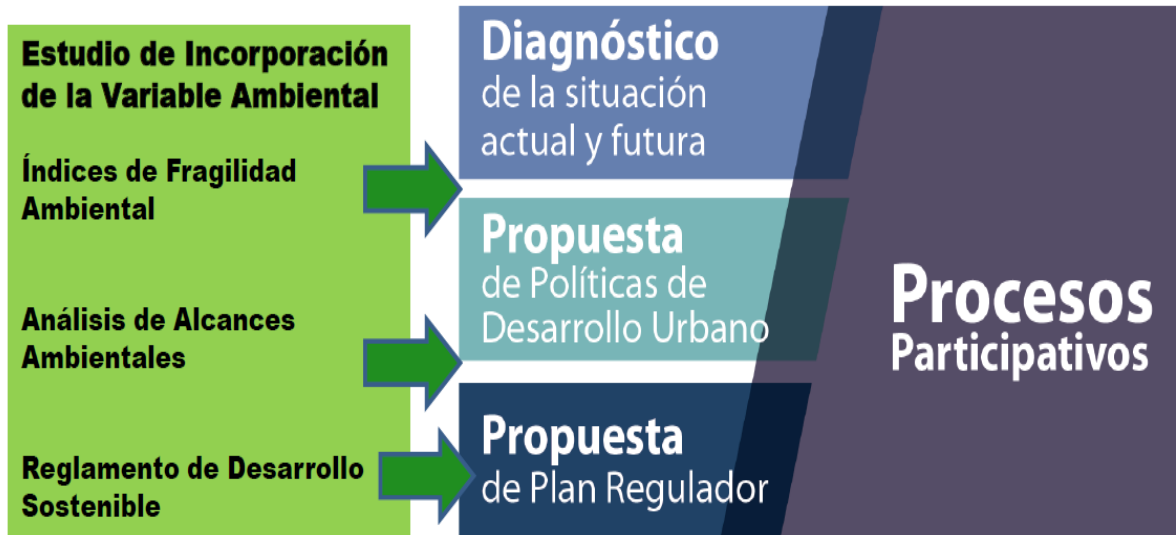 Estudio de Incorporación
de la Variable Ambiental
Índices de Fragilidad
Ambiental
Análisis de Alcances
Ambientales
Reglamento de Desarrollo
Sostenible
Diagnóstico
de la situación
actual y futura
Propuesta
de Políticas de
Desarrollo Urbano
Propuesta
de Plan Regulador
Procesos
Participativos